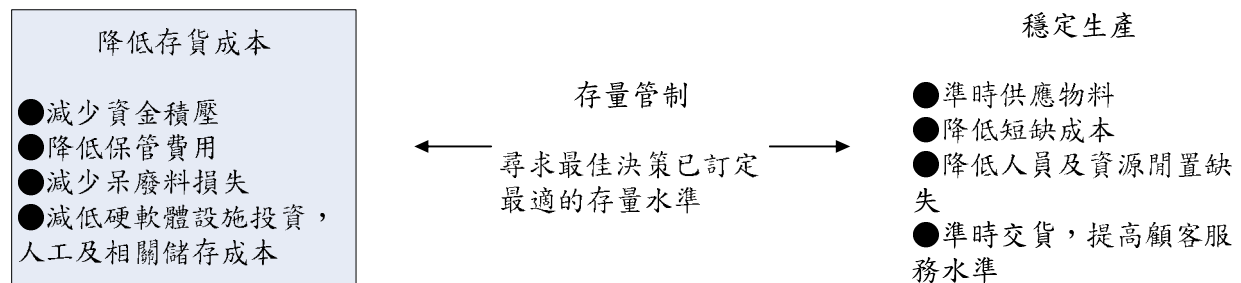 降低存貨成本
●減少資金積壓
●降低保管費用
●減少呆廢料損失
●減低硬軟體設施投資，
人工及相關儲存成本
存量管制
尋求最佳決策已訂定
最適的存量水準
穩定生產
●準時供應物料
●降低短缺成本
●降低人員及資源閒置缺
失
●準時交貨，提高顧客服
務水準